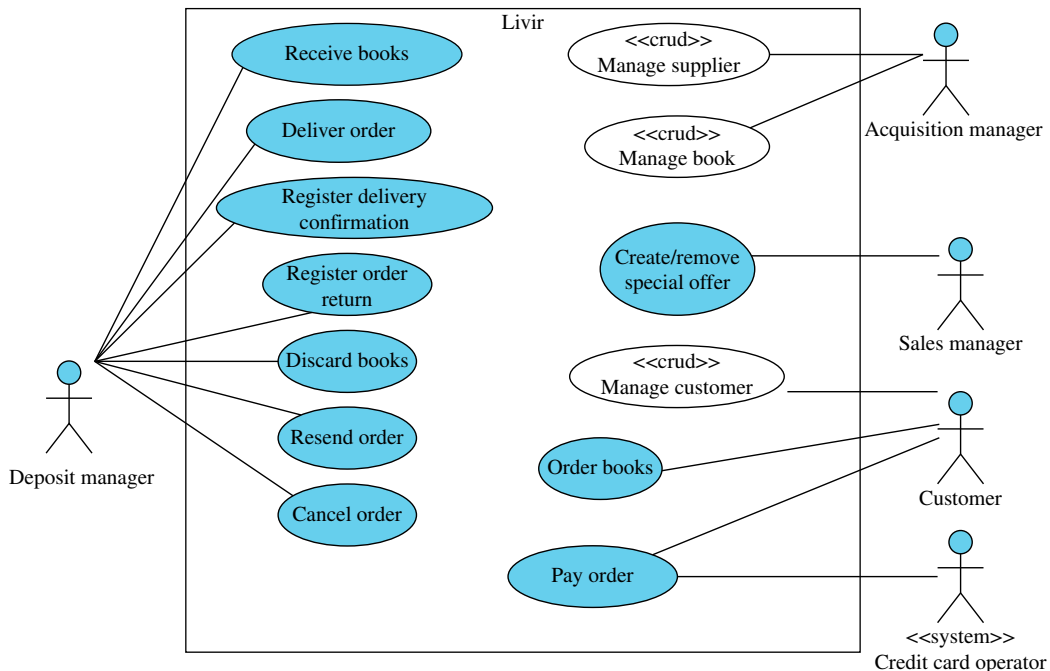 Livir
Receive books
Deliver order
Register delivery
confirmation
Register order
return
Discard books
Resend order
Cancel order
Deposit manager
<<crud>>
Manage supplier
<<crud>>
Manage book
Create/remove
special offer
<<crud>>
Manage customer
Order books
Pay order
Acquisition manager
Sales manager
Customer
<<system>>
Credit card operator